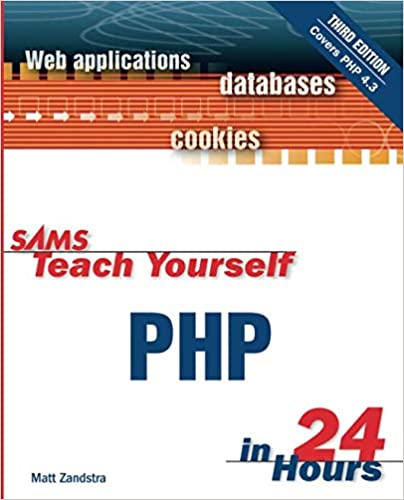 Web applications
databases
cookies
THIRD EDITION
Covers PHP 4.3
SAMS
Teach Yourself
PHP
in 24
Hours
Matt Zandstra